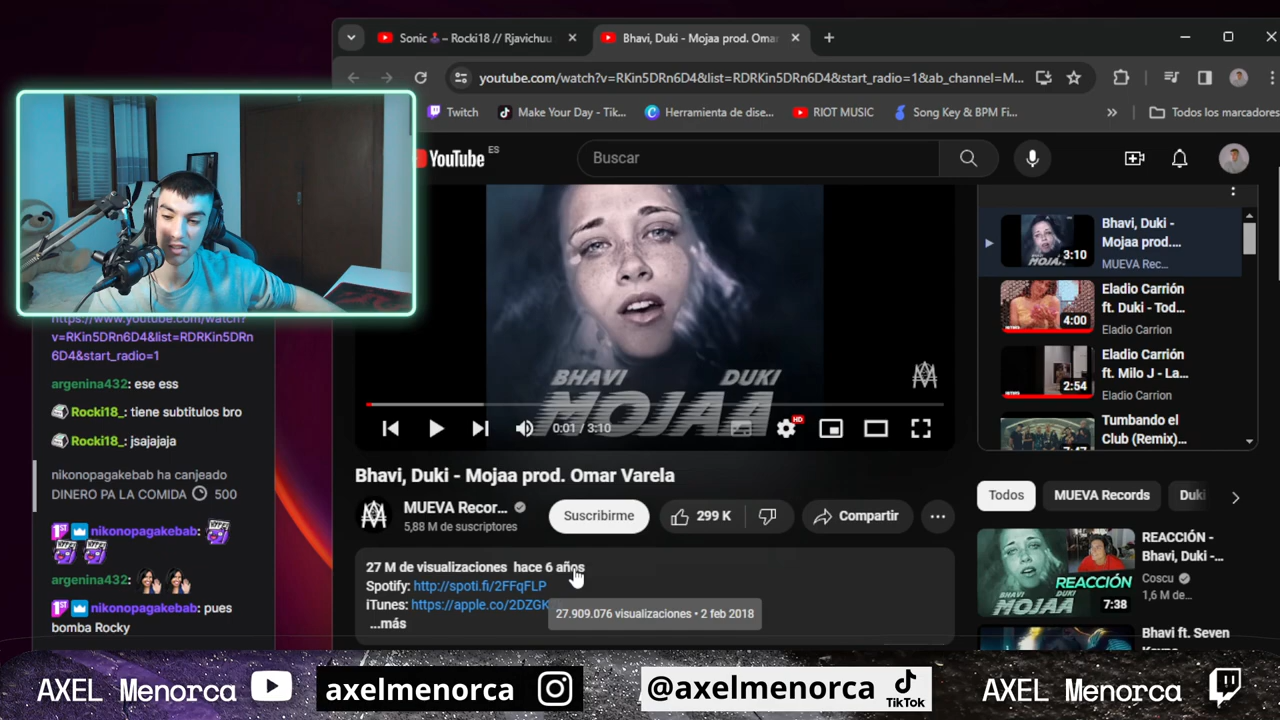 Sonic🕹️– Rocki18 // Rjavichuu
Bhavi, Duki - Mojaa prod. Omar
youtube.com/watch?v=RKin5DRn6D4&list=RDRKin5DRn6D4&start_radio=1&ab_channel=M...
Twitch
Make Your Day - Tik...
Herramienta de dise...
RIOT MUSIC
Song Key & BPM Fi...
»
Todos los marcadores
YouTube ES
Buscar
BHAVI DUKI
MOJAA
0:01 / 3:10
HD
Bhavi, Duki -
Mojaa prod....
MUEVA Rec...
3:10
Eladio Carrion
ft. Duki - Tod...
Eladio Carrion
4:00
Eladio Carrión
ft. Milo J - La...
Eladio Carrion
2:54
Tumbando el
Club (Remix)...
https://www.youtube.com/watch?
v=RKin5DRn6D4&list=RDRKin5DRn
6D4&start_radio=1
argenina432: ese ess
Rocki18_: tiene subtitulos bro
Rocki18_: jsajajaja
nikonopagakebab ha canjeado
DINERO PA LA COMIDA 500
1ST nikonopagakebab:
argenina432:
1ST nikonopagakebab: pues
bomba Rocky
Bhavi, Duki - Mojaa prod. Omar Varela
MUEVA Recor...
5,88 M de suscriptores
Suscribirme
299 K
Compartir
27 M de visualizaciones hace 6 años
Spotify: http://spoti.fi/2FFqFLP
iTunes: https://apple.co/2DZGK
...más
27.909.076 visualizaciones • 2 feb 2018
Todos
MUEVA Records
Duki
REACCIÓN -
Bhavi, Duki -...
Coscu
1,6 M de...
REACCIÓN
MOJAA
7:38
Bhavi ft. Seven
AXEL Menorca
axelmenorca
@axelmenorca
TikTok
AXEL Menorca